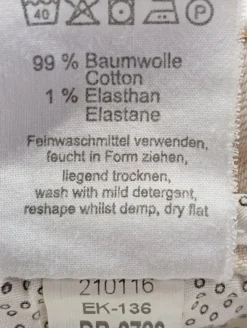 40 P
99 % Baumwolle
Cotton
1 % Elasthan
Elastane
Feinwaschmittel verwenden,
feucht in Form ziehen,
liegend trocknen,
wash with mild detergent,
reshape whilst demp, dry flat
210116
EK-136